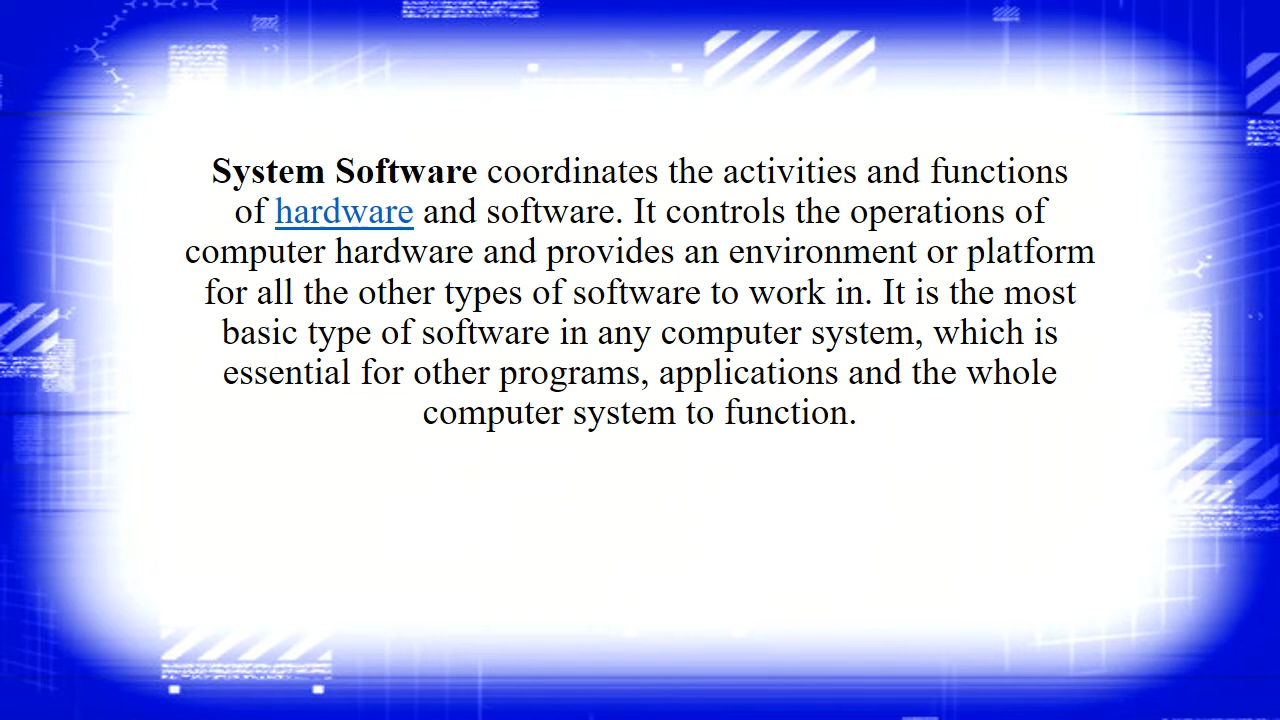 System Software coordinates the activities and functions
of hardware and software. It controls the operations of
computer hardware and provides an environment or platform
for all the other types of software to work in. It is the most
basic type of software in any computer system, which is
essential for other programs, applications and the whole
computer system to function.